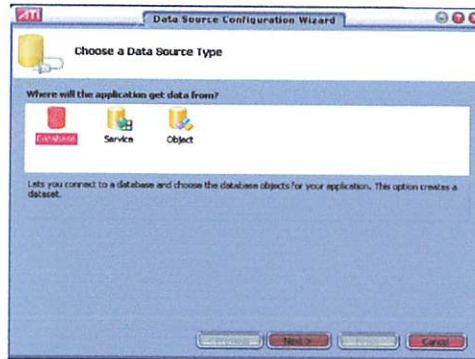 ATI
Data Source Configuration Wizard
Choose a Data Source Type
Where will the application get data from?
Database
Service
Object
Lets you connect to a database and choose the database objects for your application. This option creates a
dataset.
Next >
Cancel